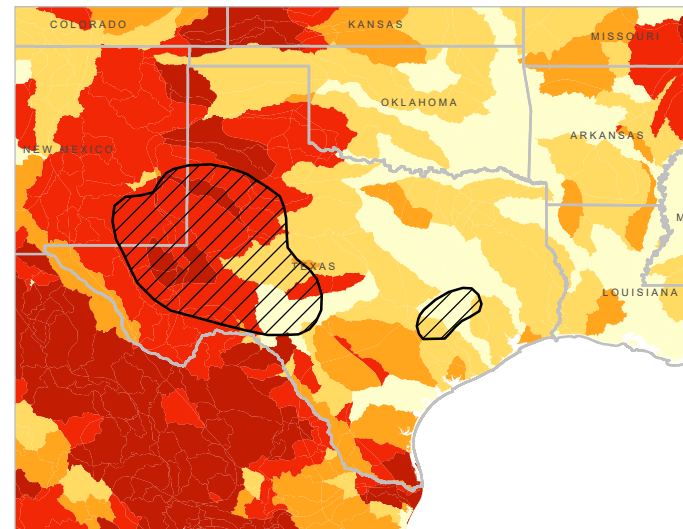 COLORADO
KANSAS
MISSOURI
OKLAHOMA
ARKANSAS
NEW MEXICO
M
TEXAS
LOUISIANA